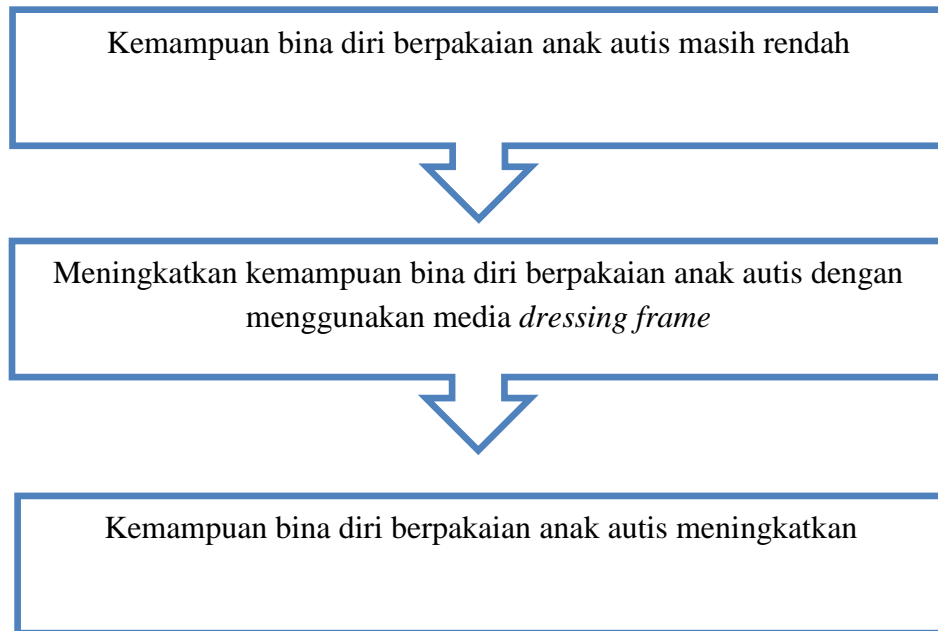 Kemampuan bina diri berpakaian anak autis masih rendah
Meningkatkan kemampuan bina diri berpakaian anak autis dengan
menggunakan media dressing frame
Kemampuan bina diri berpakaian anak autis meningkatkan